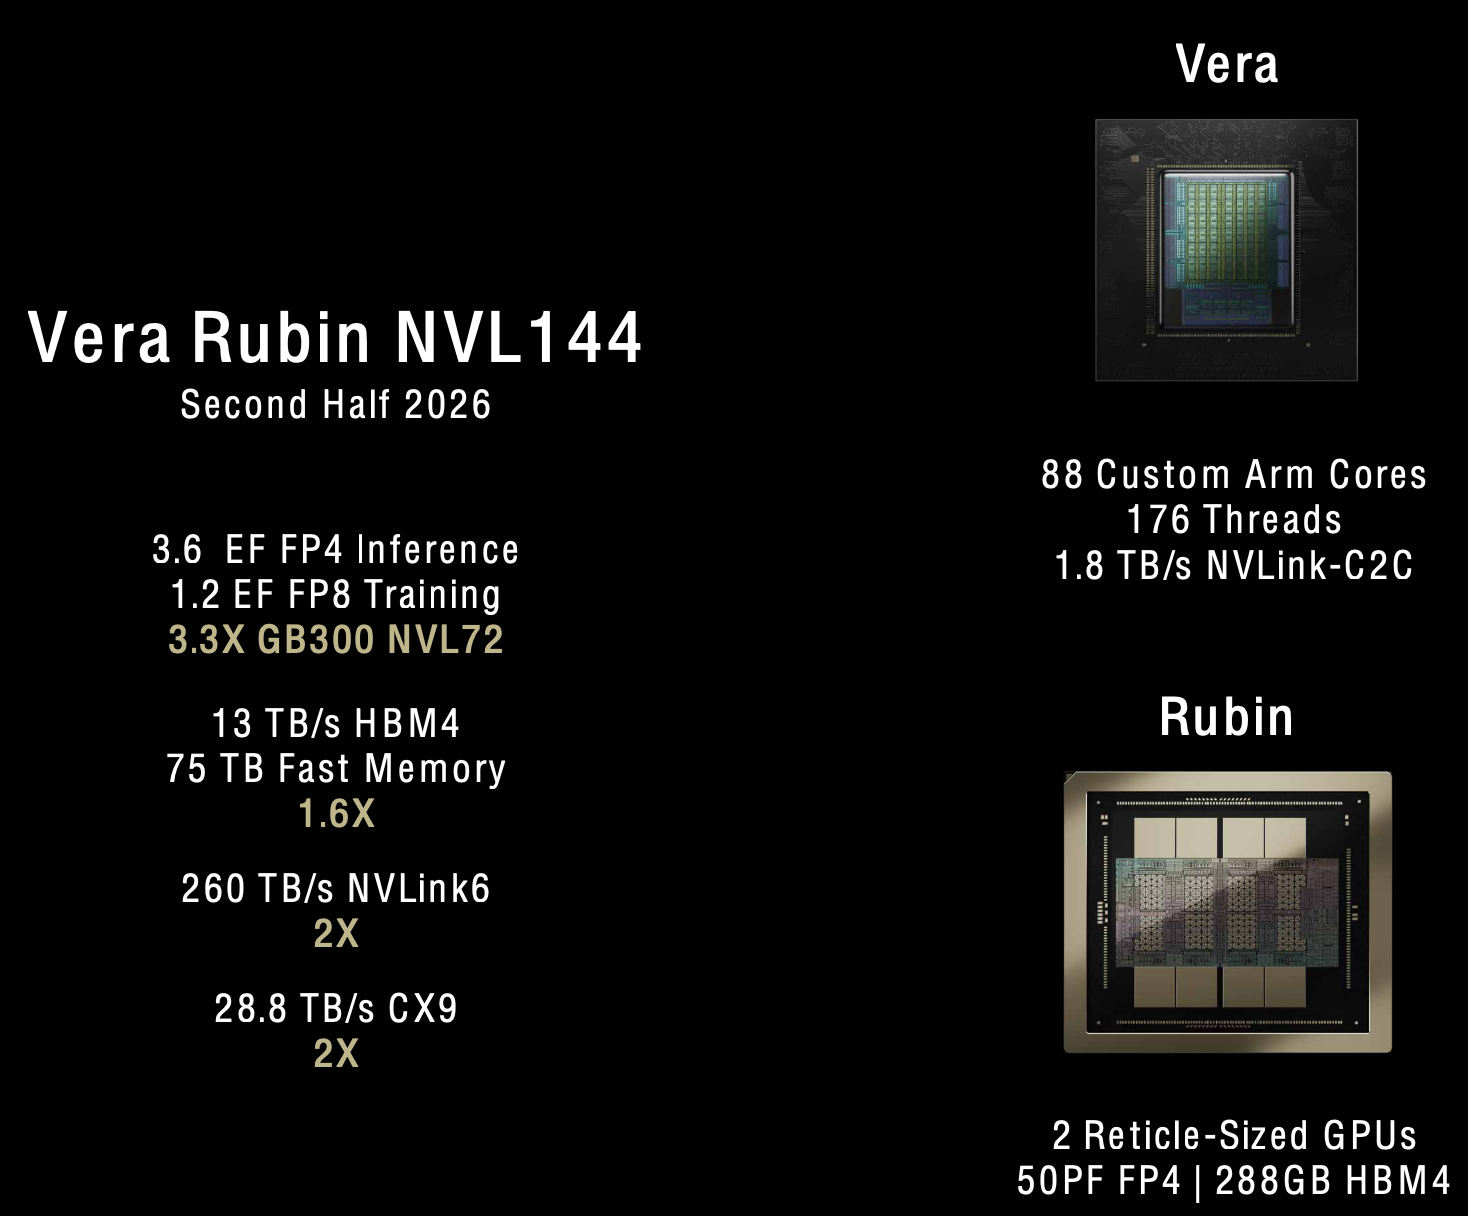 Vera Rubin NVL144
Second Half 2026
3.6 EF FP4 Inference
1.2 EF FP8 Training
3.3X GB300 NVL72
13 TB/s HBM4
75 TB Fast Memory
1.6X
260 TB/s NVLink6
2X
28.8 TB/s CX9
2X
Vera
88 Custom Arm Cores
176 Threads
1.8 TB/s NVLink-C2C
Rubin
2 Reticle-Sized GPUs
50PF FP4 | 288GB HBM4